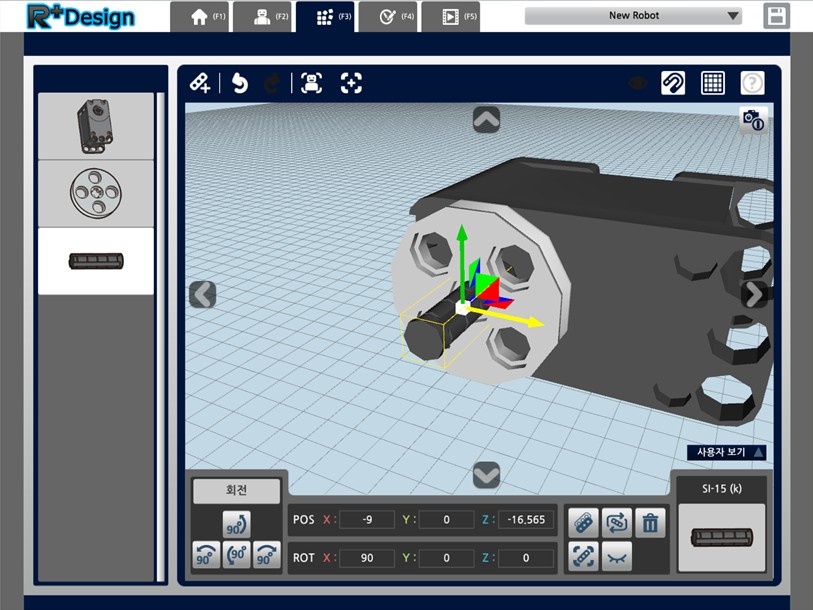 R+Design
(F1)
(F2)
(F3)
(F4)
(F5)
New Robot
?
사용자 보기
회전
90
90
90
90
POS X: -9 Y: 0 Z: -16,565
ROT X: 90 Y: 0 Z: 0
SI-15 (k)